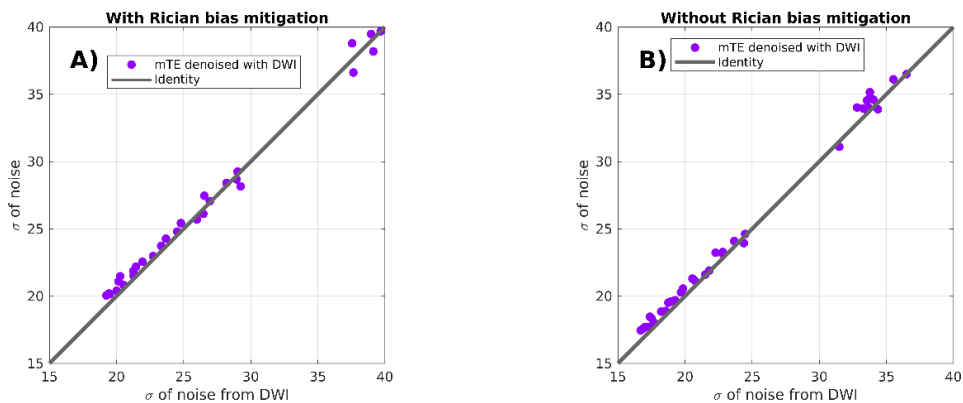 With Rician bias mitigation
A)
mTE denoised with DWI
Identity
σ of noise
40
35
30
25
20
15
15 20 25 30 35 40
σ of noise from DWI
Without Rician bias mitigation
B)
mTE denoised with DWI
Identity
σ of noise
40
35
30
25
20
15
15 20 25 30 35 40
σ of noise from DWI